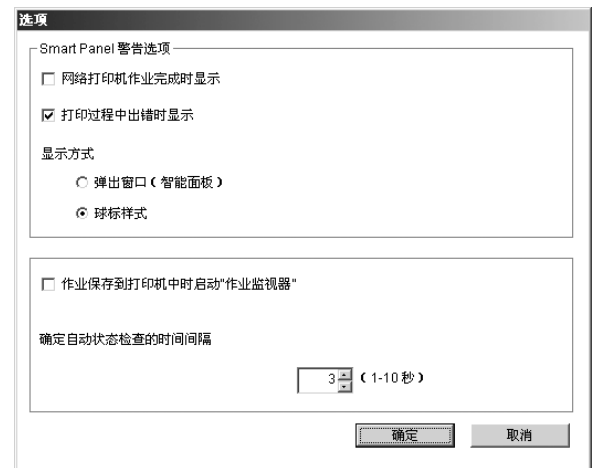 选项
Smart Panel 警告选项
网络打印机作业完成时显示
打印过程中出错时显示
显示方式
弹出窗口（智能面板）
球标样式
作业保存到打印机中时启动"作业监视器"
确定自动状态检查的时间间隔
3 （1-10 秒）
确定 取消